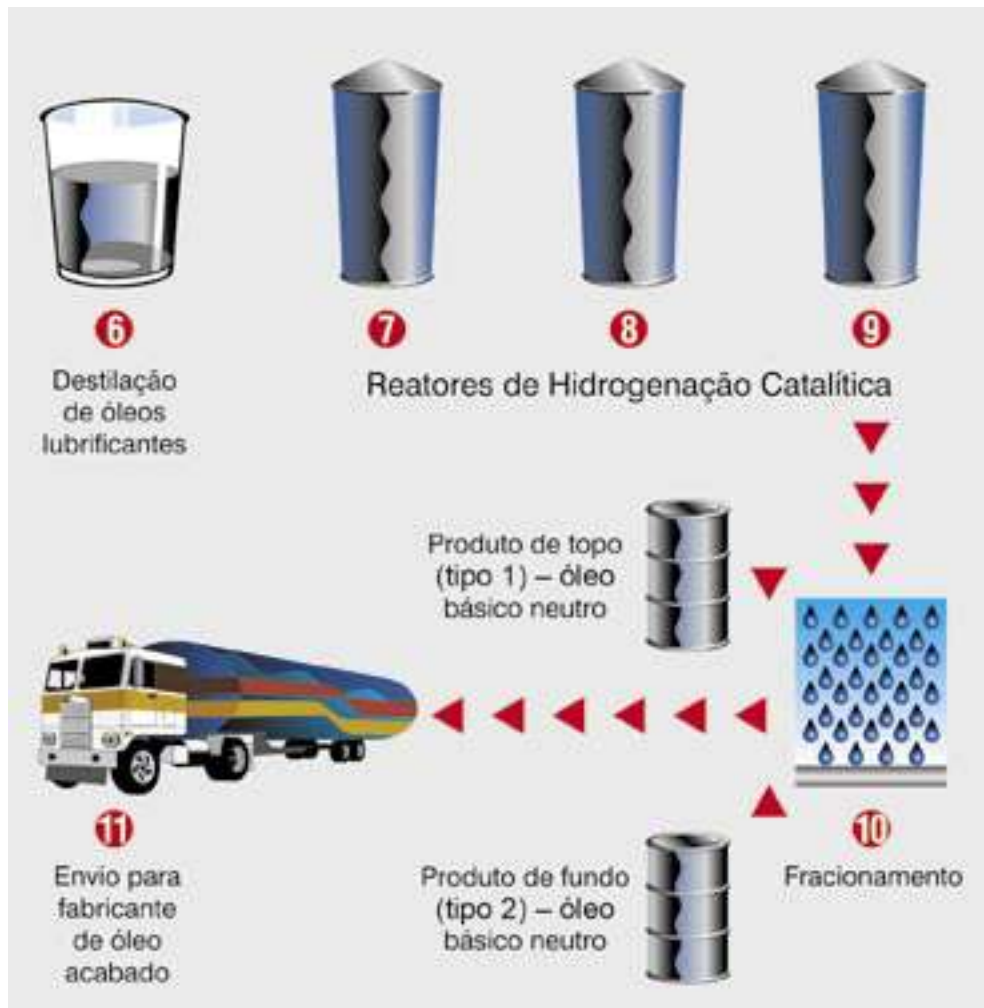 6
Destilação
de óleos
lubrificantes
7
8
9
Reatores de Hidrogenação Catalítica
Produto de topo
(tipo 1) – óleo
básico neutro
11
Envio para
fabricante
de óleo
acabado
Produto de fundo
(tipo 2) – óleo
básico neutro
10
Fracionamento